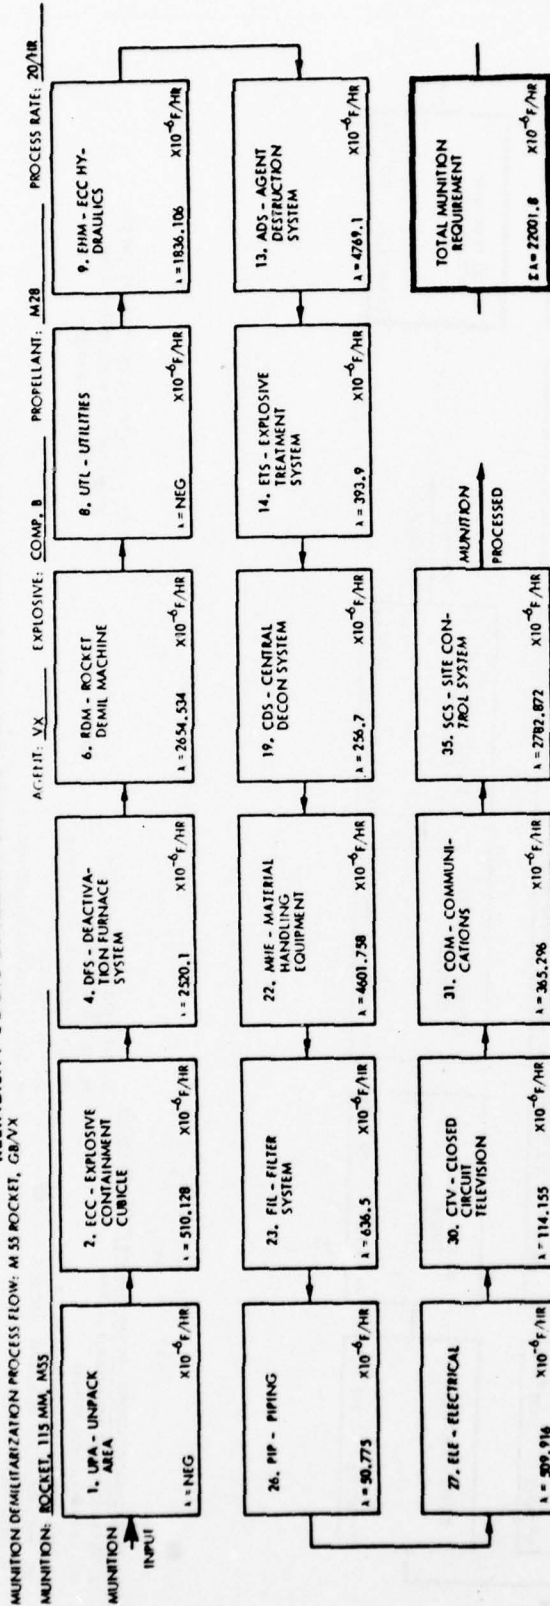 MUNITION DEMILITARIZATION PROCESS FLOW: M 55 ROCKET, GB/VX
MUNITION: ROCKET, 115 MM, M55 AGENT: VX EXPLOSIVE: COMP. B PROPELLANT: M28 PROCESS RATE: 20/HR
MUNITION
INPUT
1. UPA - UNPACK
AREA
λ = NEG X10-6F/HR
2. ECC - EXPLOSIVE
CONTAINMENT
CUBICLE
λ = 510.128 X10-6F/HR
4. DFS - DEACTIVA-
TION FURNACE
SYSTEM
λ = 2520.1 X10-6F/HR
6. RDM - ROCKET
DEMIL MACHINE
λ = 2654.534 X10-6F/HR
8. UTL - UTILITIES
λ = NEG X10-6F/HR
9. EHM - ECC HY-
DRAULICS
λ = 1836.106 X10-6F/HR
13. ADS - AGENT
DESTRUCTION
SYSTEM
λ = 4769.1 X10-6F/HR
14. ETS - EXPLOSIVE
TREATMENT
SYSTEM
λ = 393.9 X10-6F/HR
19. CDS - CENTRAL
DECON SYSTEM
λ = 256.7 X10-6F/HR
22. MHE - MATERIAL
HANDLING
EQUIPMENT
λ = 4601.758 X10-6F/HR
23. FIL - FILTER
SYSTEM
λ = 636.5 X10-6F/HR
26. PIP - PIPING
λ = 50.775 X10-6F/HR
27. ELE - ELECTRICAL
λ = 509.916 X10-6F/HR
30. CTV - CLOSED
CIRCUIT
TELEVISION
λ = 114.155 X10-6F/HR
31. COM - COMMUNI-
CATIONS
λ = 365.296 X10-6F/HR
35. SCS - SITE CON-
TROL SYSTEM
λ = 2782.872 X10-6F/HR
MUNITION
PROCESSED
TOTAL MUNITION
REQUIREMENT
Σ λ = 22001.8 X10-6F/HR